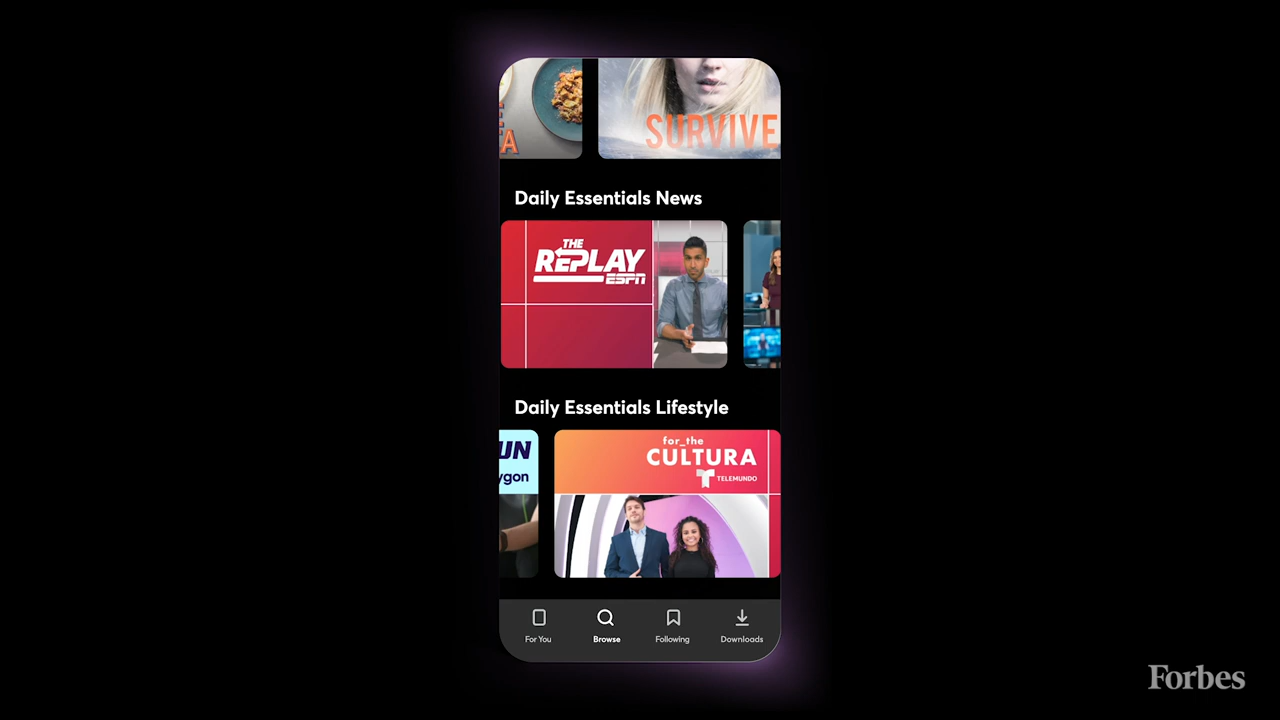 A
SURVIVE
Daily Essentials News
THE
REPLAY
ESPN
Daily Essentials Lifestyle
UN
ygon
for_the
CULTURA
TELEMUNDO
For You
Browse
Following
Downloads
Forbes